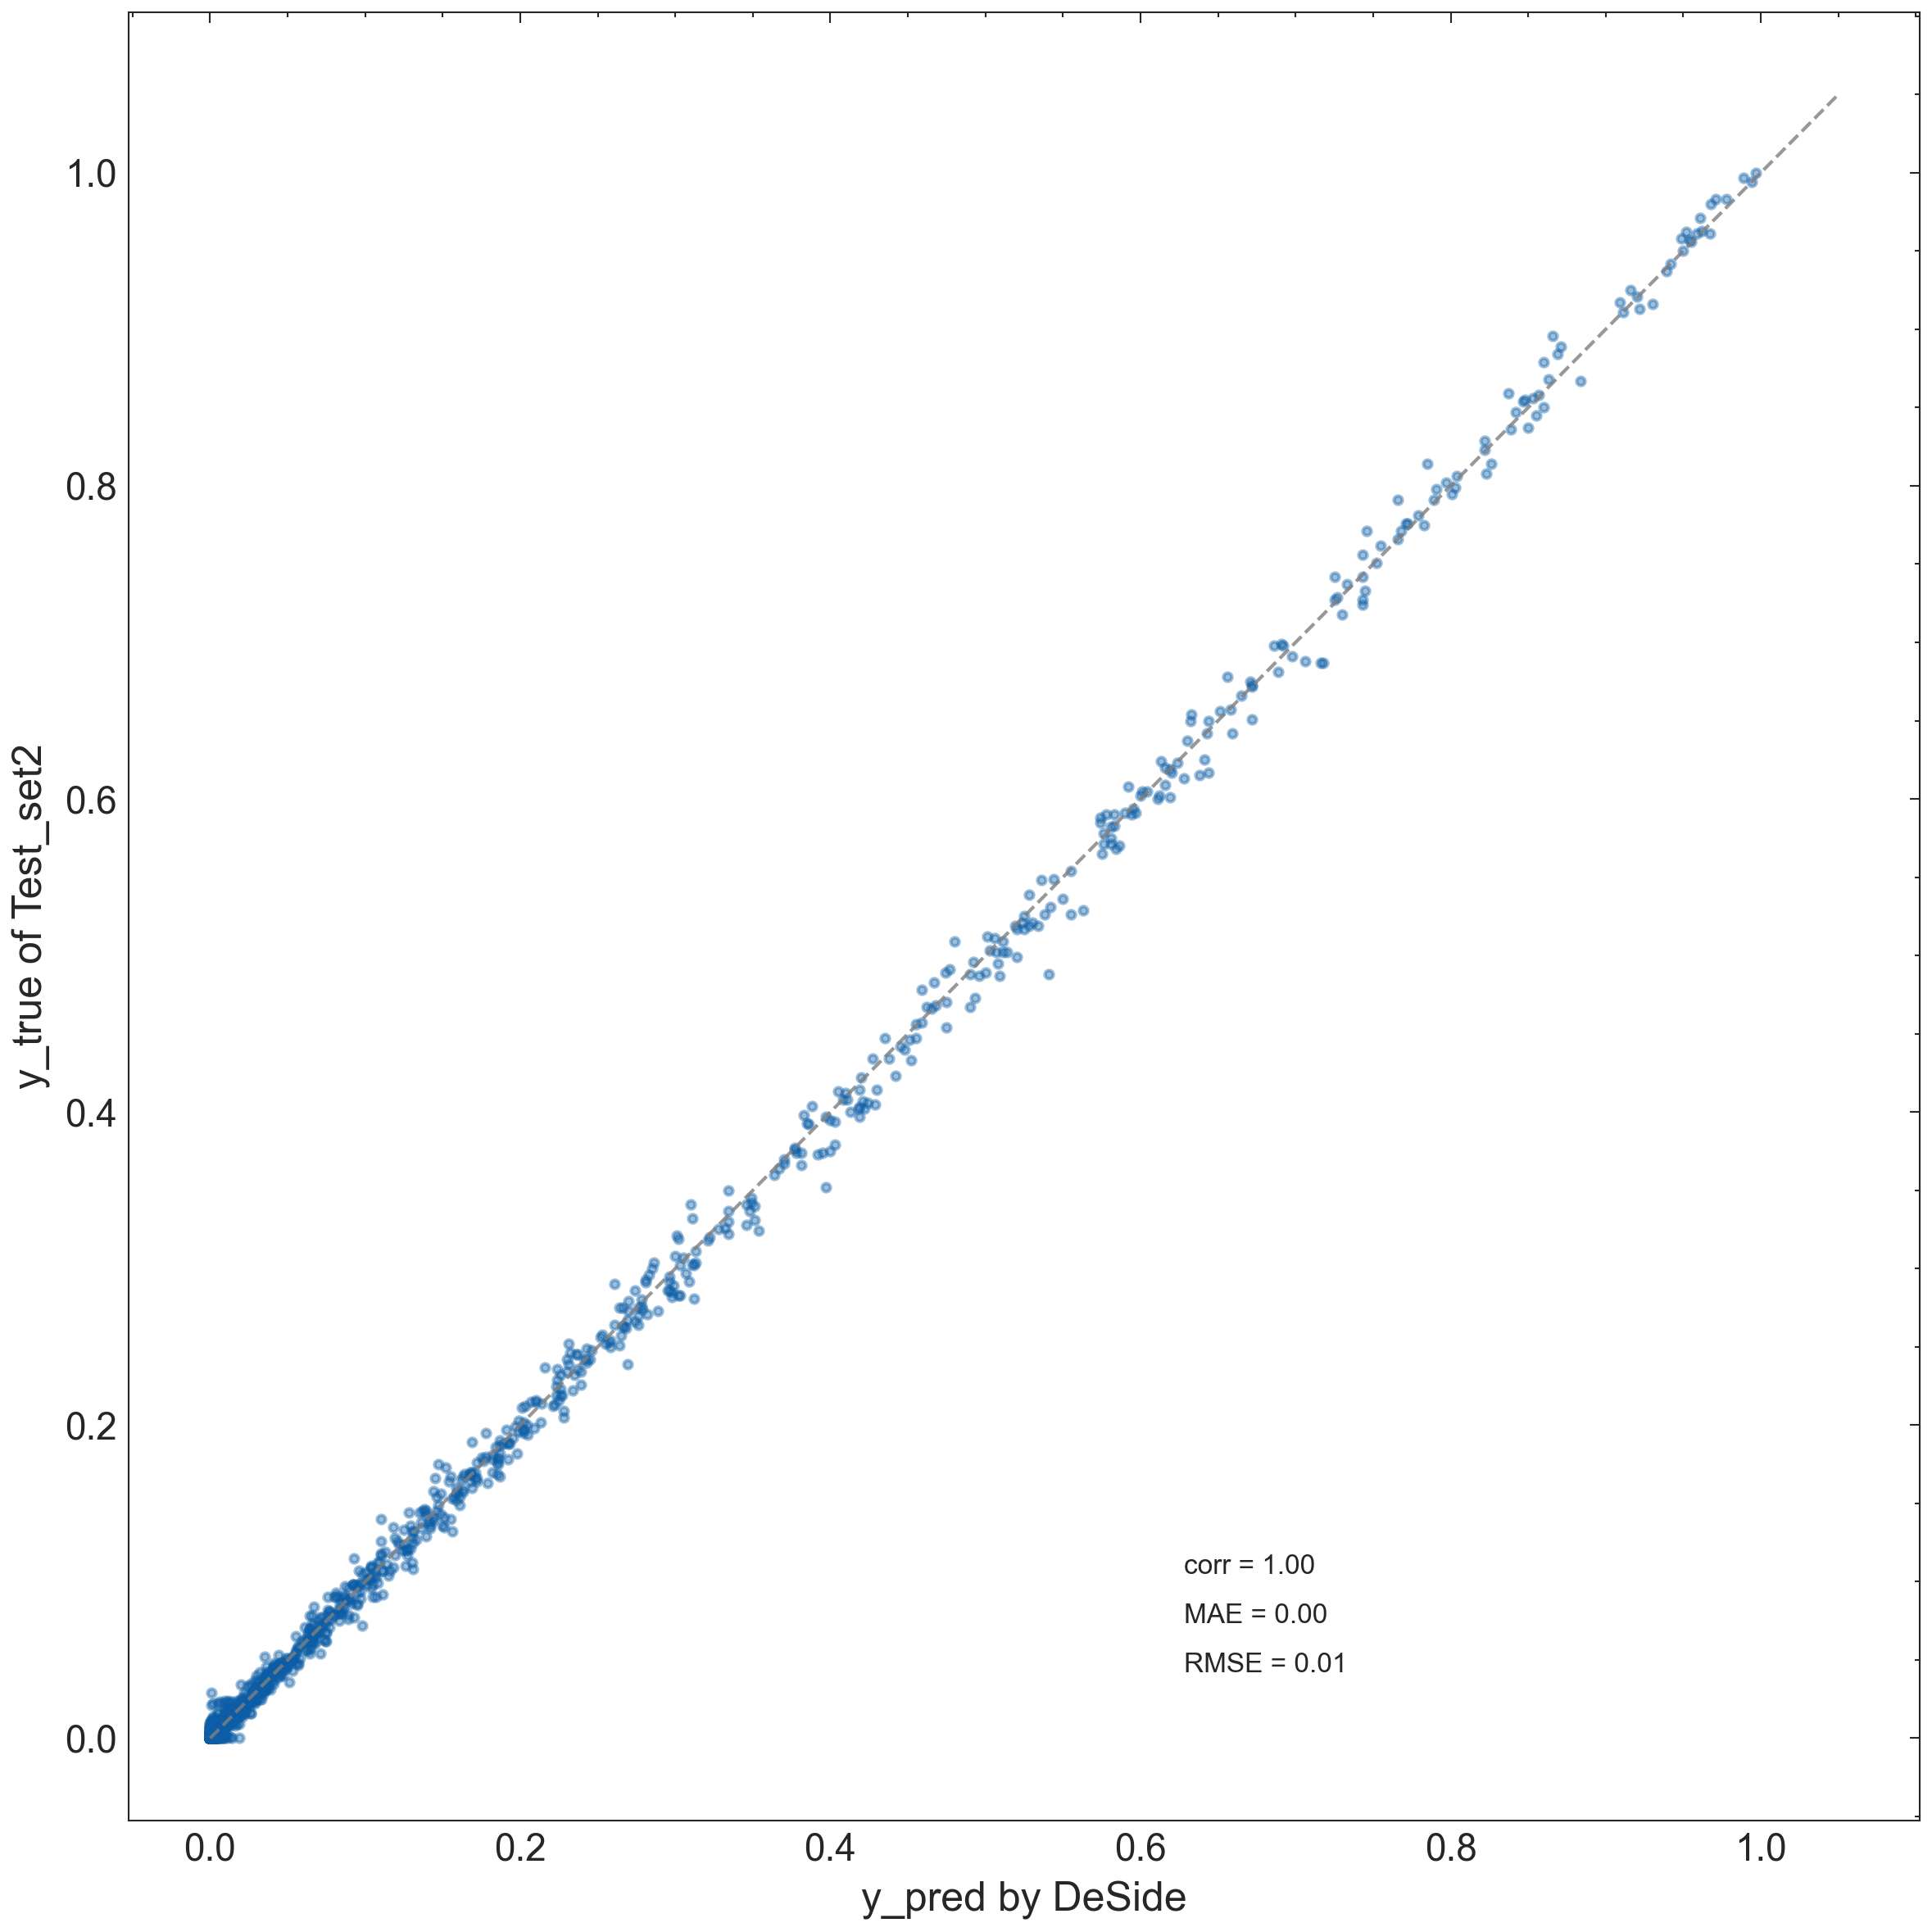 1.0
0.8
0.6
0.4
0.2
0.0
y_true of Test_set2
corr = 1.00
MAE = 0.00
RMSE = 0.01
0.0 0.2 0.4 0.6 0.8 1.0
y_pred by DeSide